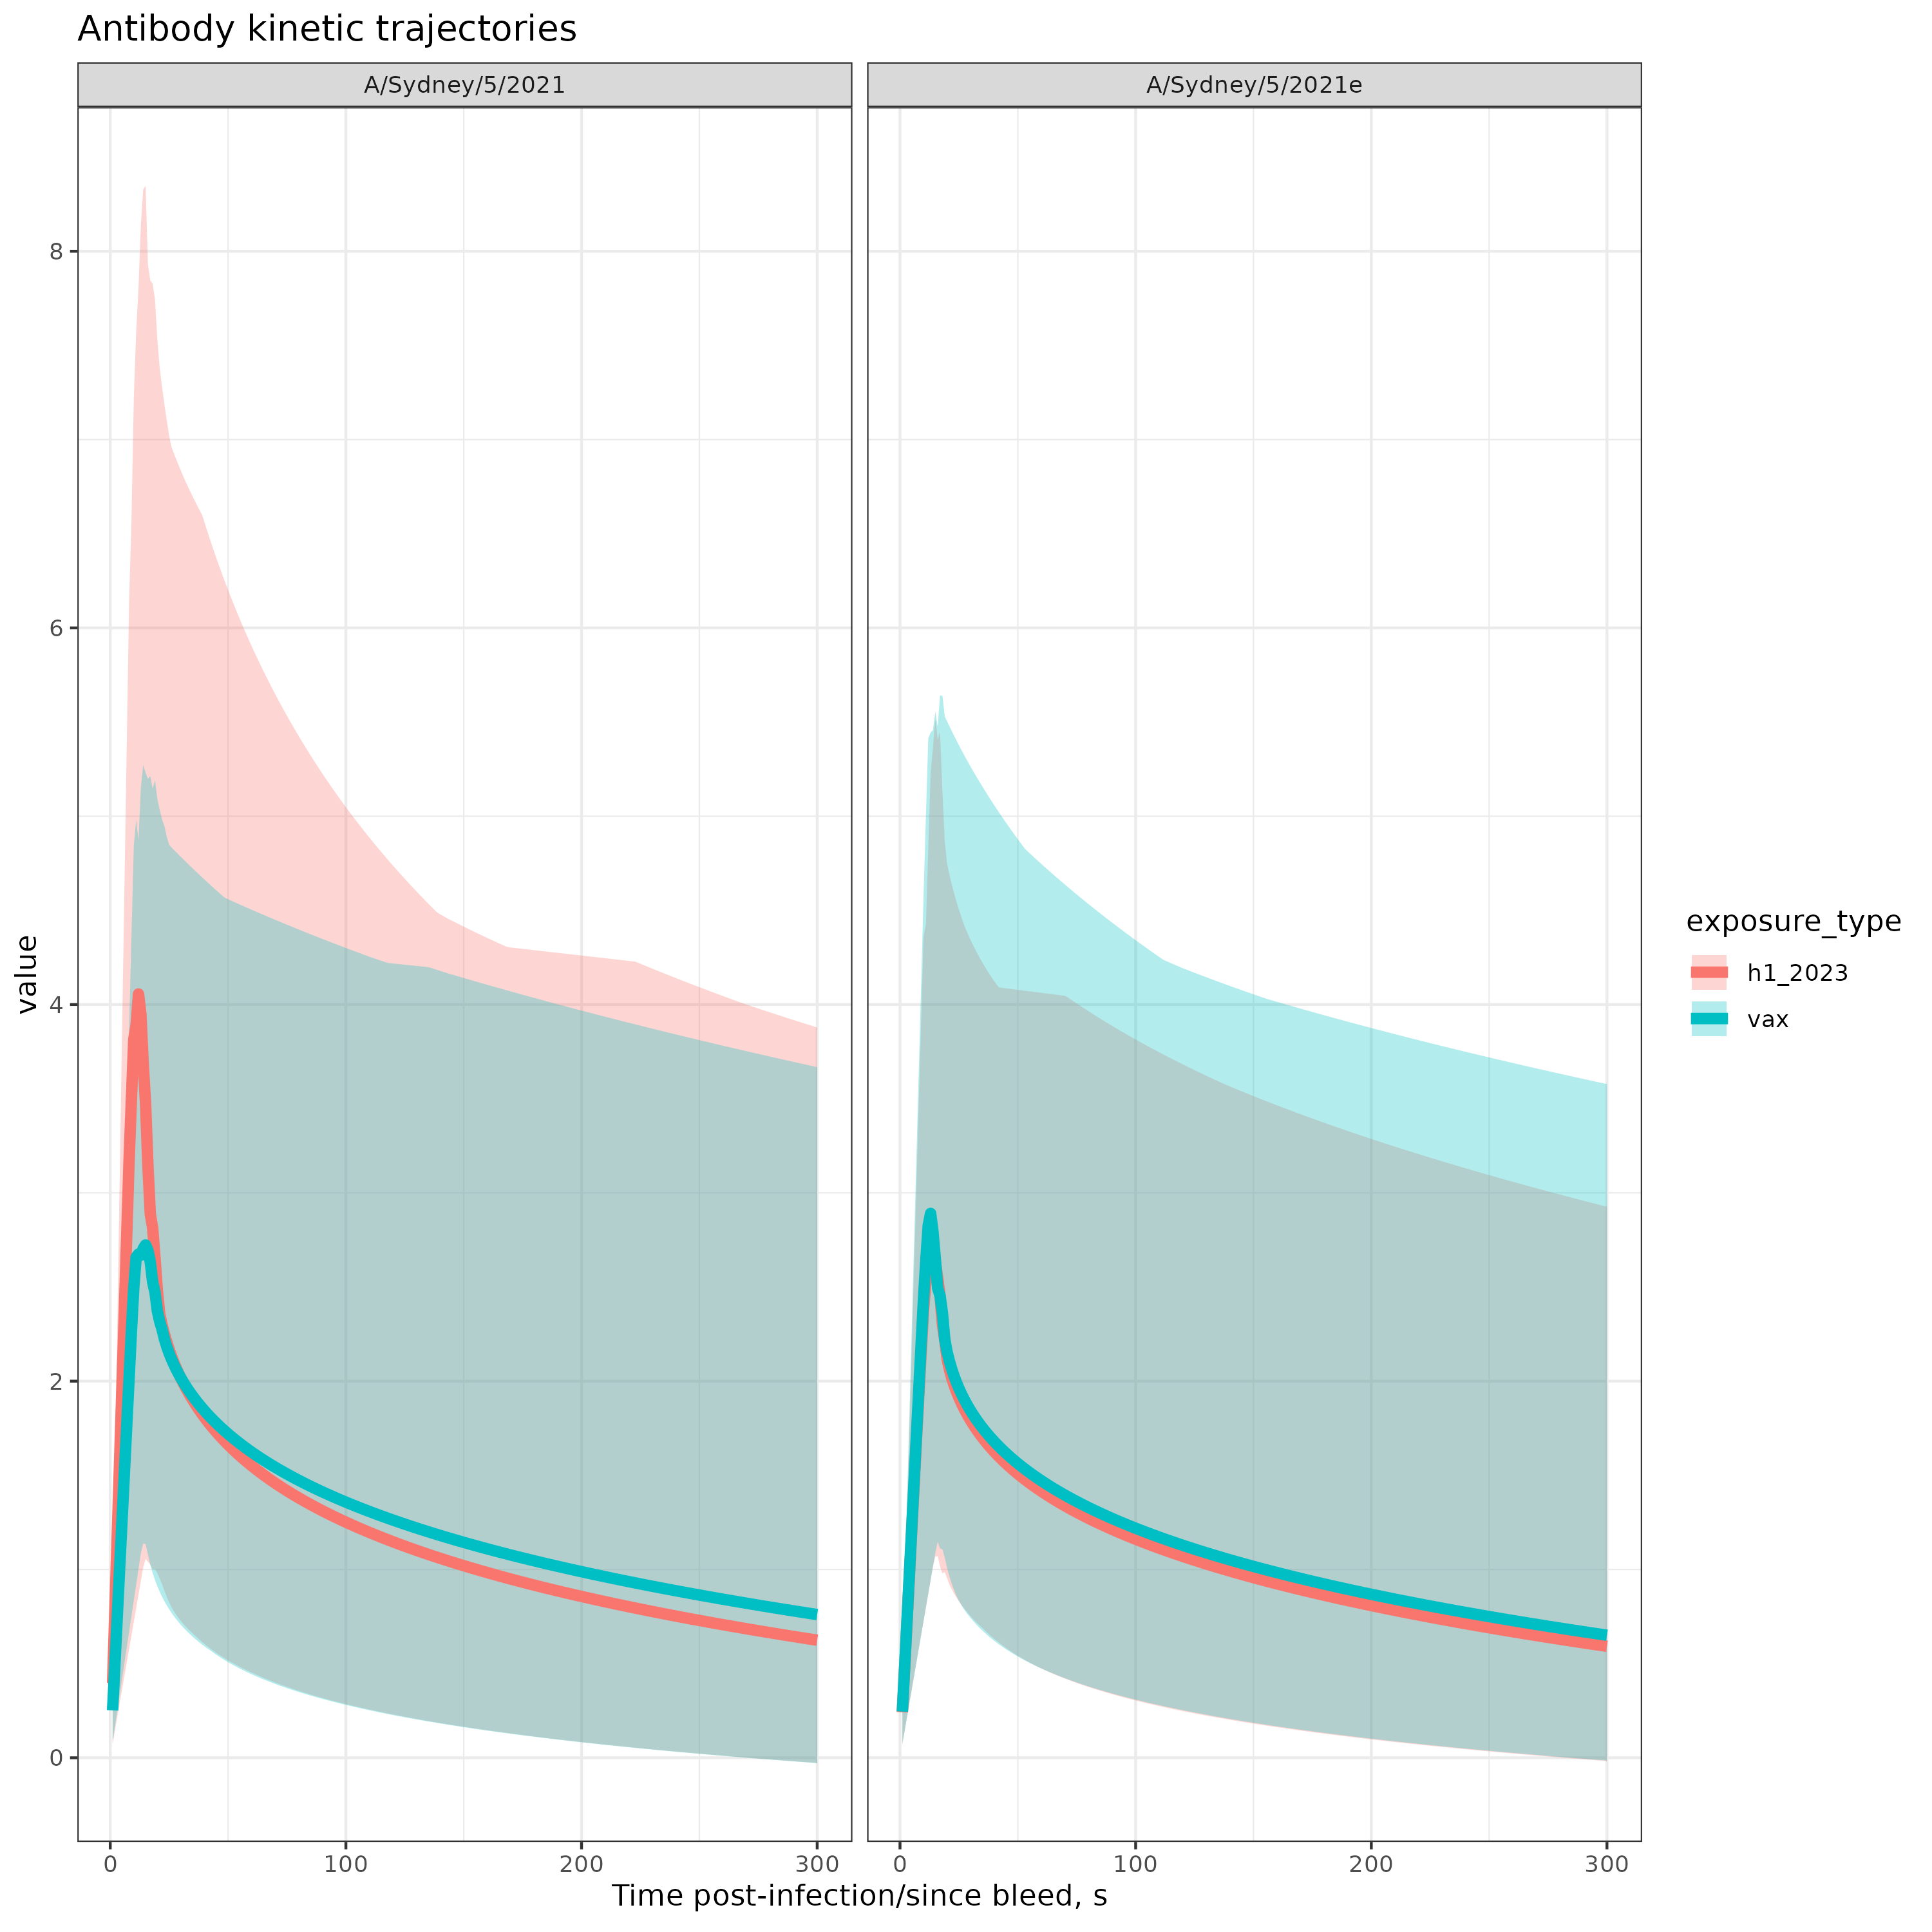 Antibody kinetic trajectories
A/Sydney/5/2021
A/Sydney/5/2021e
value
8
6
4
2
0
0
100
200
300
0
100
200
300
Time post-infection/since bleed, s
exposure_type
h1_2023
vax